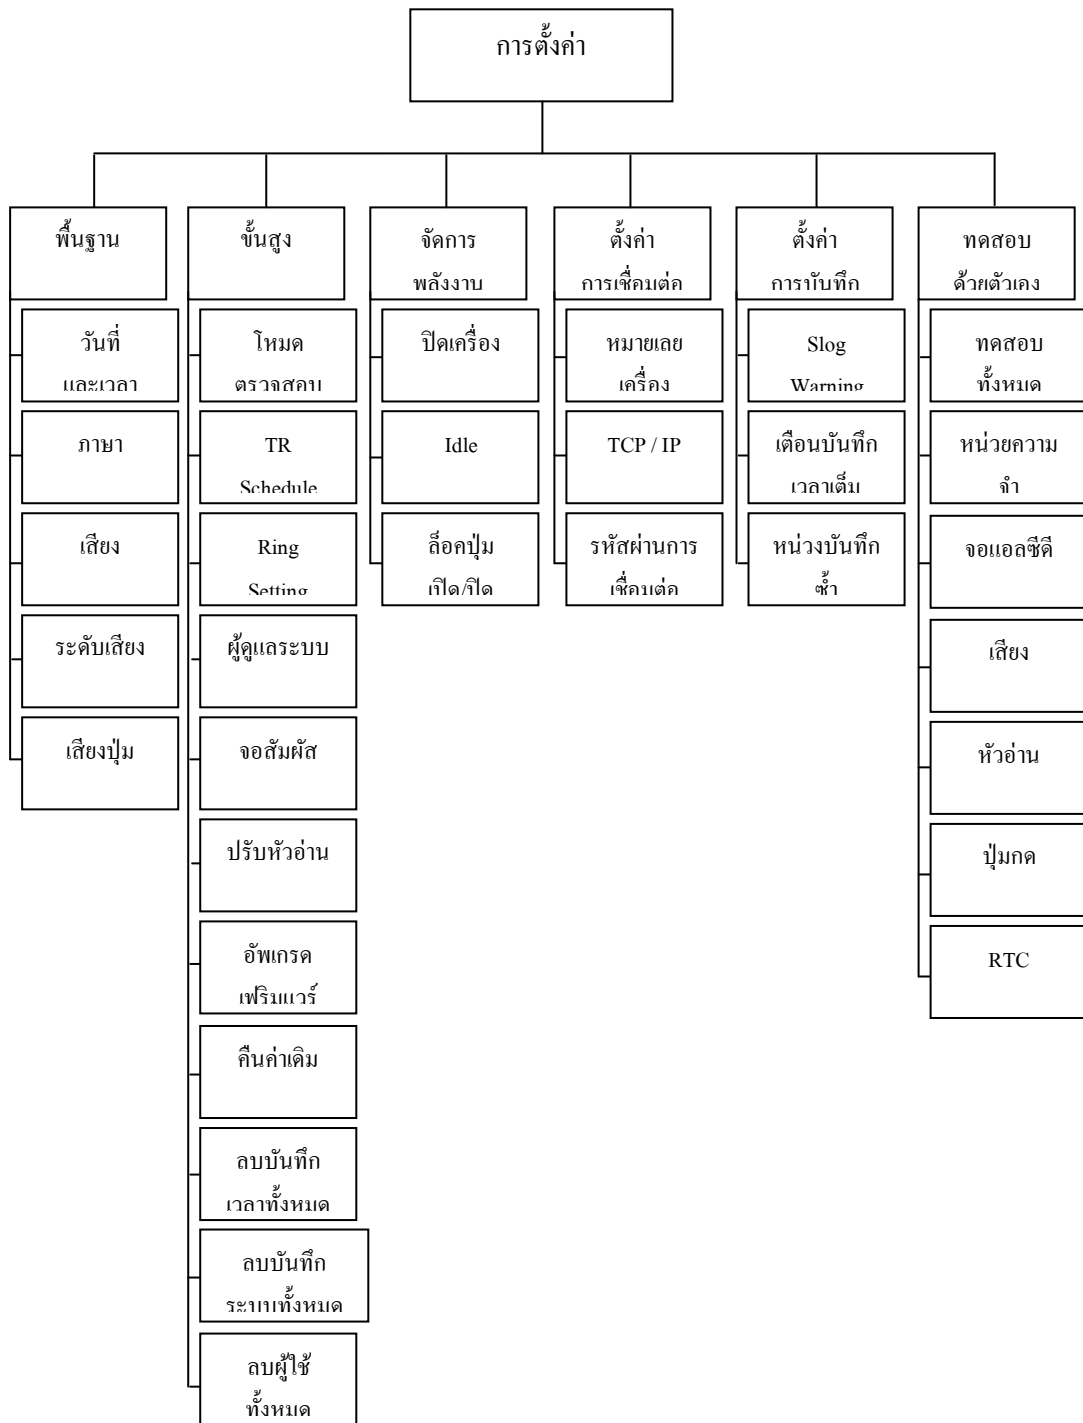 การตั้งค่า
พื้นฐาน
วันที่
และเวลา
ภาษา
เสียง
ระดับเสียง
เสียงปุ่ม
ขั้นสูง
โหมด
ตรวจสอบ
TR
Schedule
Ring
Setting
ผู้ดูแลระบบ
จอสัมผัส
ปรับหัวอ่าน
อัพเกรด
เฟริมแวร์
คืนค่าเดิม
ลบบันทึก
เวลาทั้งหมด
ลบบันทึก
ระบบทั้งหมด
ลบผู้ใช้
ทั้งหมด
จัดการ
พลังงาน
ปิดเครื่อง
Idle
ล็อคปุ่ม
เปิด/ปิด
ตั้งค่า
การเชื่อมต่อ
หมายเลย
เครื่อง
TCP / IP
รหัสผ่านการ
เชื่อมต่อ
ตั้งค่า
การบันทึก
Slog
Warning
เตือนบันทึก
เวลาเต็ม
หน่วงบันทึก
ซ้ำ
ทดสอบ
ด้วยตัวเอง
ทดสอบ
ทั้งหมด
หน่วยความ
จำ
จอแอลซีดี
เสียง
หัวอ่าน
ปุ่มกด
RTC